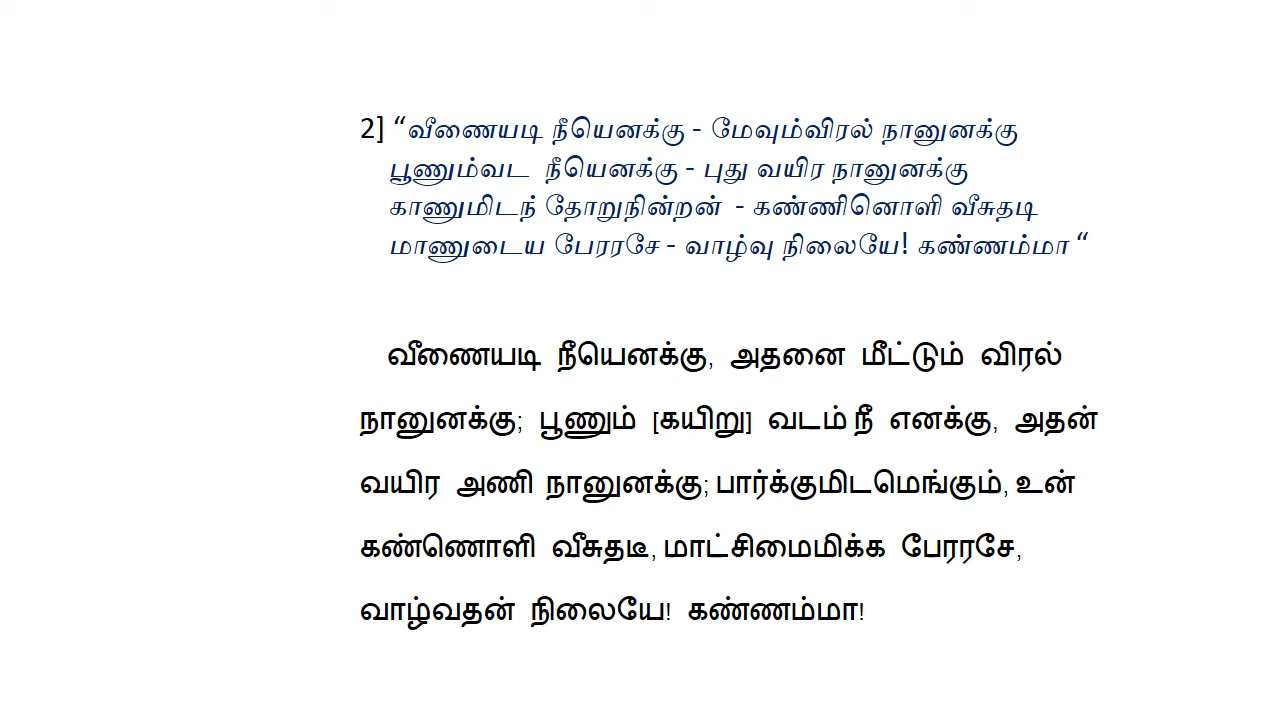 2] “வீணையடி நீயெனக்கு - மேவும்விரல் நானுனக்கு
பூணும்வட நீயெனக்கு - புது வயிர நானுனக்கு
காணுமிடந் தோறுநின்றன் - கண்ணினொளி வீசுதடி
மாணுடைய பேரரசே - வாழ்வு நிலையே! கண்ணம்மா “
வீணையடி நீயெனக்கு, அதனை மீட்டும் விரல்
நானுனக்கு; பூணும் [கயிறு] வடம் நீ எனக்கு, அதன்
வயிர அணி நானுனக்கு; பார்க்குமிடமெங்கும், உன்
கண்ணொளி வீசுதடீ, மாட்சிமைமிக்க பேரரசே,
வாழ்வதன் நிலையே! கண்ணம்மா!